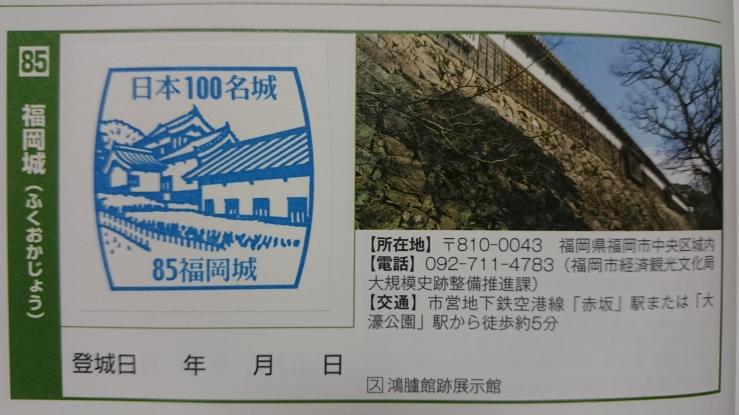 85
福岡城（ふくおかじょう）
日本100名城
85福岡城
登城日　年　月　日
【所在地】〒810-0043　福岡県福岡市中央区城内
【電話】092-711-4783（福岡市経済観光文化局
大規模史跡整備推進課）
【交通】市営地下鉄空港線「赤坂」駅または「大
濠公園」駅から徒歩約5分
ス 鴻臚館跡展示館